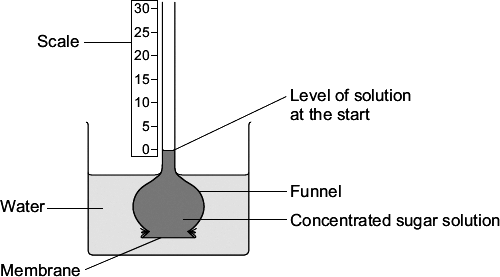 30
Scale
25
20
15
10
5
0
Level of solution
at the start
Funnel
Water
Concentrated sugar solution
Membrane